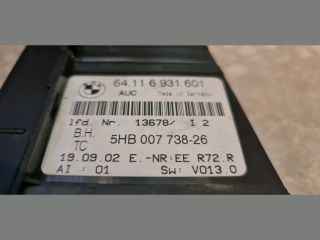 64.11 6 931 601
AUC Made in Germany
lfd. Nr. 13678/ I 2
B.H.
TC 5HB 007 738-26
19.09.02 E.-NR:EE R72.R
AI : 01 SW: V013.0